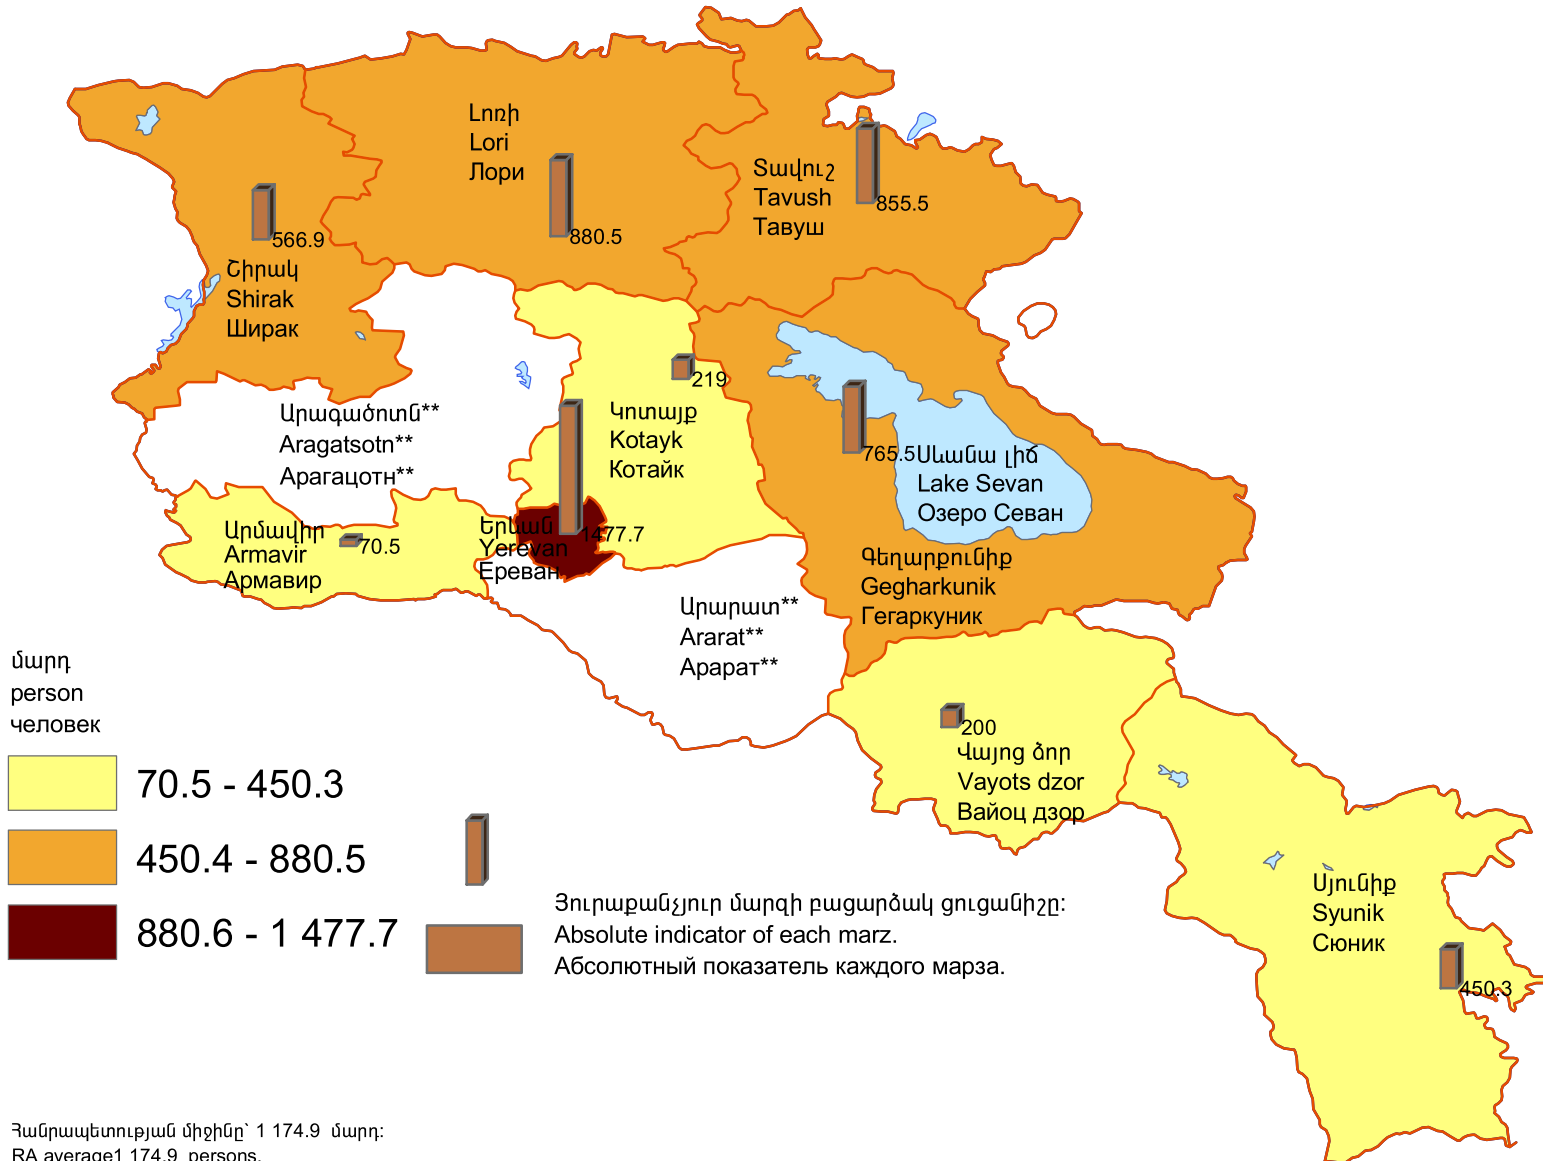 Լոռի
Lori
Лори
880.5
Տավուշ
Tavush
Тавуш
855.5
566.9
Շիրակ
Shirak
Ширак
219
Արագածոտն**
Aragatsotn**
Арагацотн**
Կոտայք
Kotayk
Котайк
765.5
Սևանա լիճ
Lake Sevan
Озеро Севан
Արմավիր
Armavir
Армавир
70.5
Երևան
Yerevan
Ереван
1477.7
Գեղարքունիք
Gegharkunik
Гегаркуник
Արարատ**
Ararat**
Арарат**
200
Վայոց ձոր
Vayots dzor
Вайоц дзор
Սյունիք
Syunik
Сюник
450.3
մարդ
person
человек
70.5 - 450.3
450.4 - 880.5
880.6 - 1 477.7
Յուրաքանչյուր մարզի բացարձակ ցուցանիշը:
Absolute indicator of each marz.
Абсолютный показатель каждого марза.
Հանրապետության միջինը` 1 174.9 մարդ:
RA average1 174.9 persons.